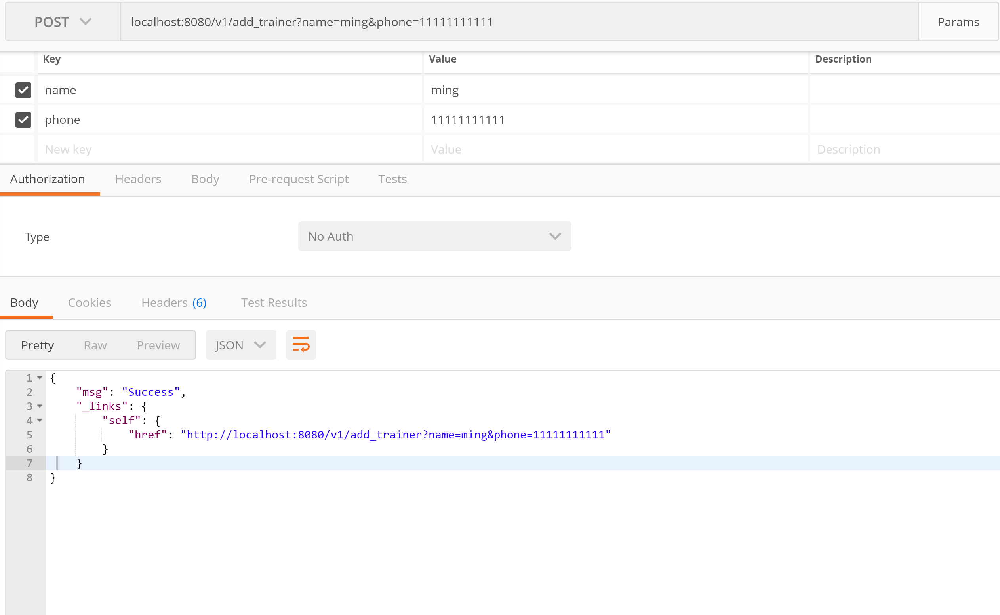 POST localhost:8080/v1/add_trainer?name=ming&phone=11111111111 Params
Key Value Description
name ming
phone 11111111111
New key Value Description
Authorization Headers Body Pre-request Script Tests
Type No Auth
Body Cookies Headers (6) Test Results
Pretty Raw Preview JSON
1 {
2 "msg": "Success",
3 "_links": {
4 "self": {
5 "href": "http://localhost:8080/v1/add_trainer?name=ming&phone=11111111111"
6 }
7 }
8 }